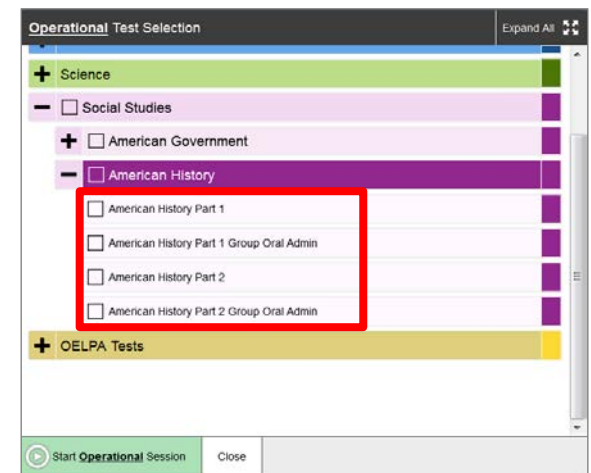 Operational Test Selection
Expand All
Science
Social Studies
American Government
American History
American History Part 1
American History Part 1 Group Oral Admin
American History Part 2
American History Part 2 Group Oral Admin
OELPA Tests
Start Operational Session
Close